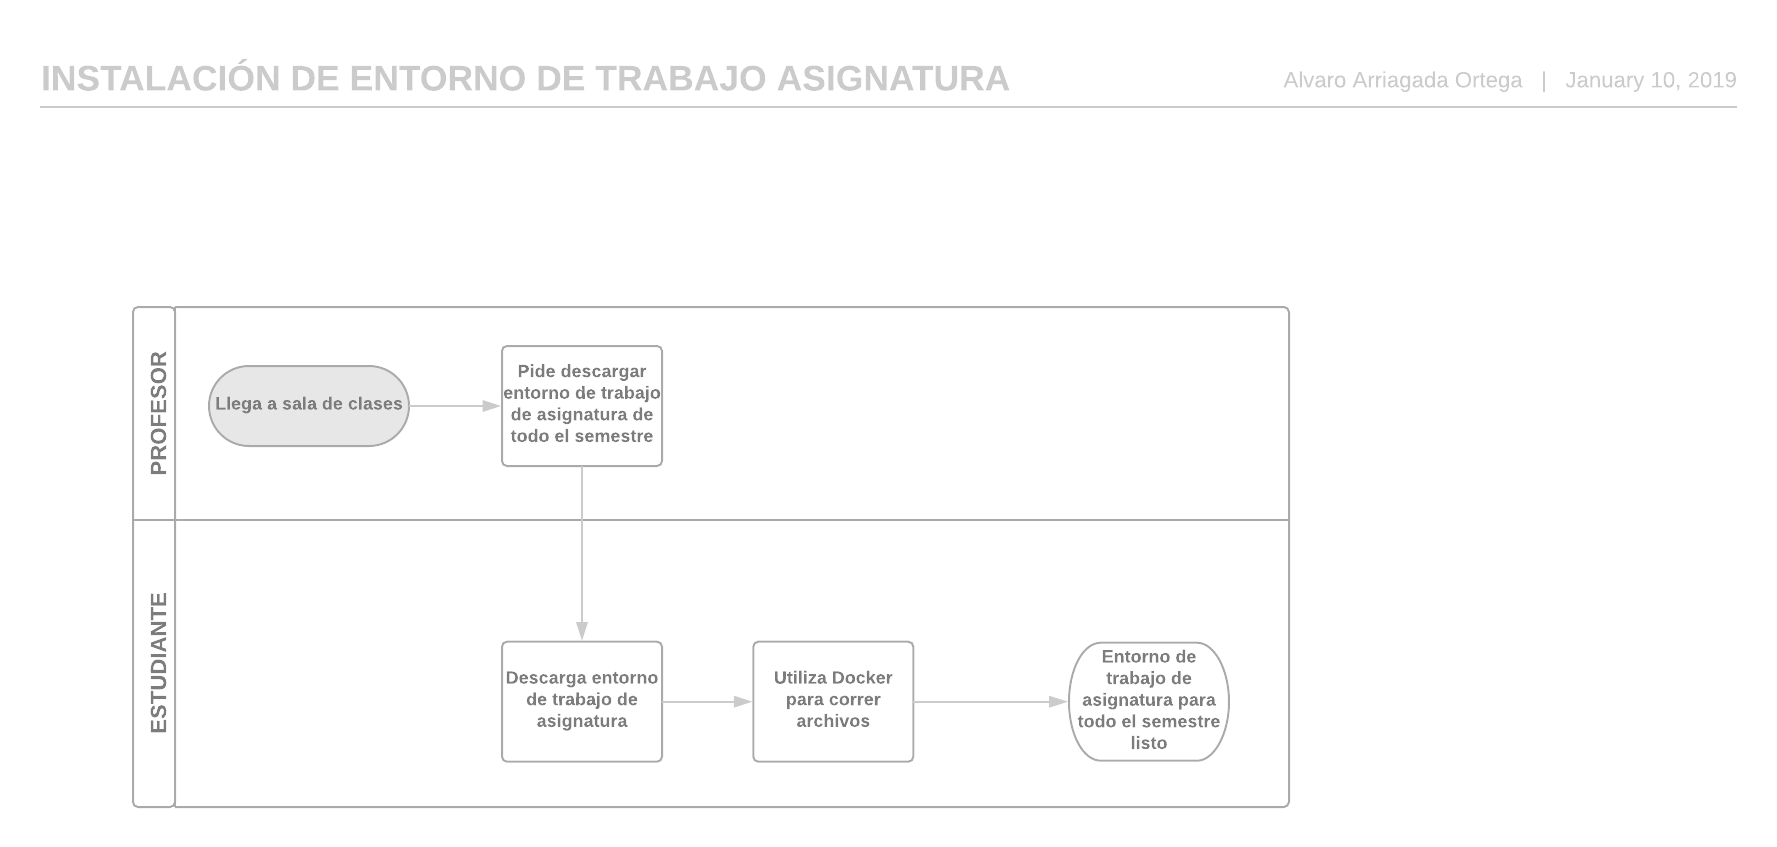 INSTALACIÓN DE ENTORNO DE TRABAJO ASIGNATURA
Alvaro Arriagada Ortega | January 10, 2019
PROFESOR
Llega a sala de clases
Pide descargar
entorno de trabajo
de asignatura de
todo el semestre
ESTUDIANTE
Descarga entorno
de trabajo de
asignatura
Utiliza Docker
para correr
archivos
Entorno de
trabajo de
asignatura para
todo el semestre
listo